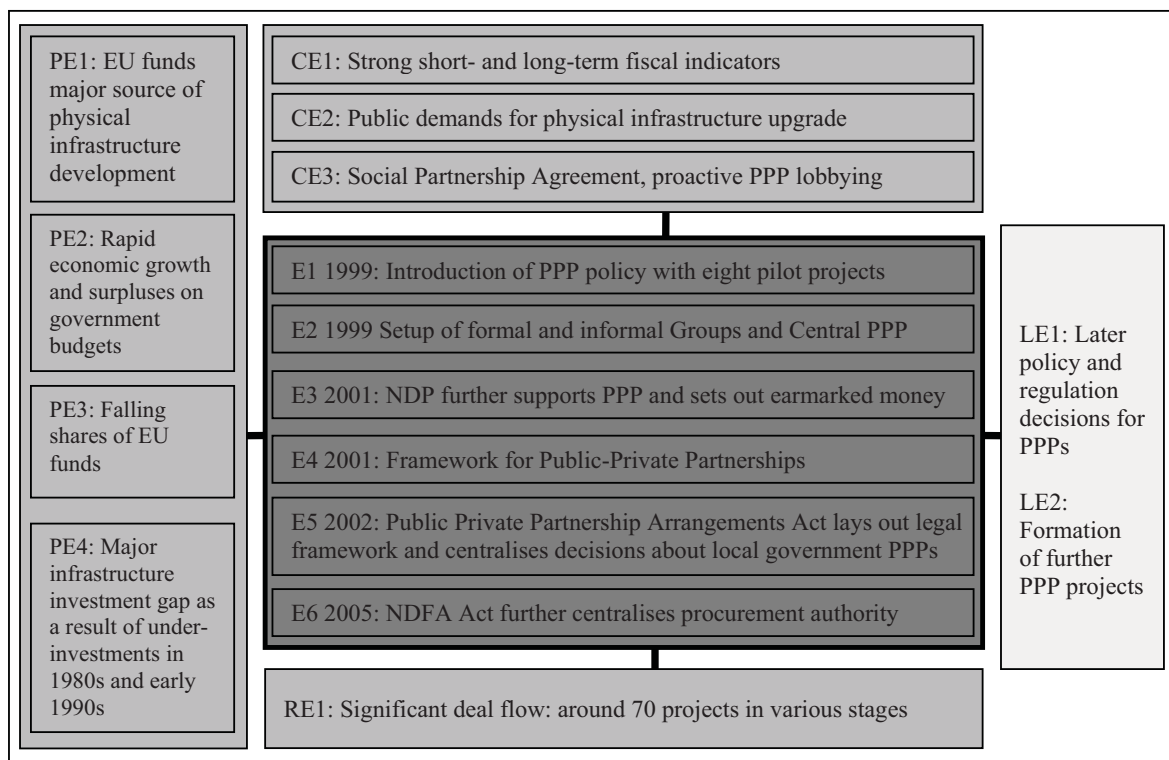 PE1: EU funds
major source of
physical
infrastructure
development
PE2: Rapid
economic growth
and surpluses on
government
budgets
PE3: Falling
shares of EU
funds
PE4: Major
infrastructure
investment gap as
a result of under-
investments in
1980s and early
1990s
CE1: Strong short- and long-term fiscal indicators
CE2: Public demands for physical infrastructure upgrade
CE3: Social Partnership Agreement, proactive PPP lobbying
E1 1999: Introduction of PPP policy with eight pilot projects
E2 1999 Setup of formal and informal Groups and Central PPP
E3 2001: NDP further supports PPP and sets out earmarked money
E4 2001: Framework for Public-Private Partnerships
E5 2002: Public Private Partnership Arrangements Act lays out legal
framework and centralises decisions about local government PPPs
E6 2005: NDFA Act further centralises procurement authority
RE1: Significant deal flow: around 70 projects in various stages
LE1: Later
policy and
regulation
decisions for
PPPs
LE2:
Formation
of further
PPP projects